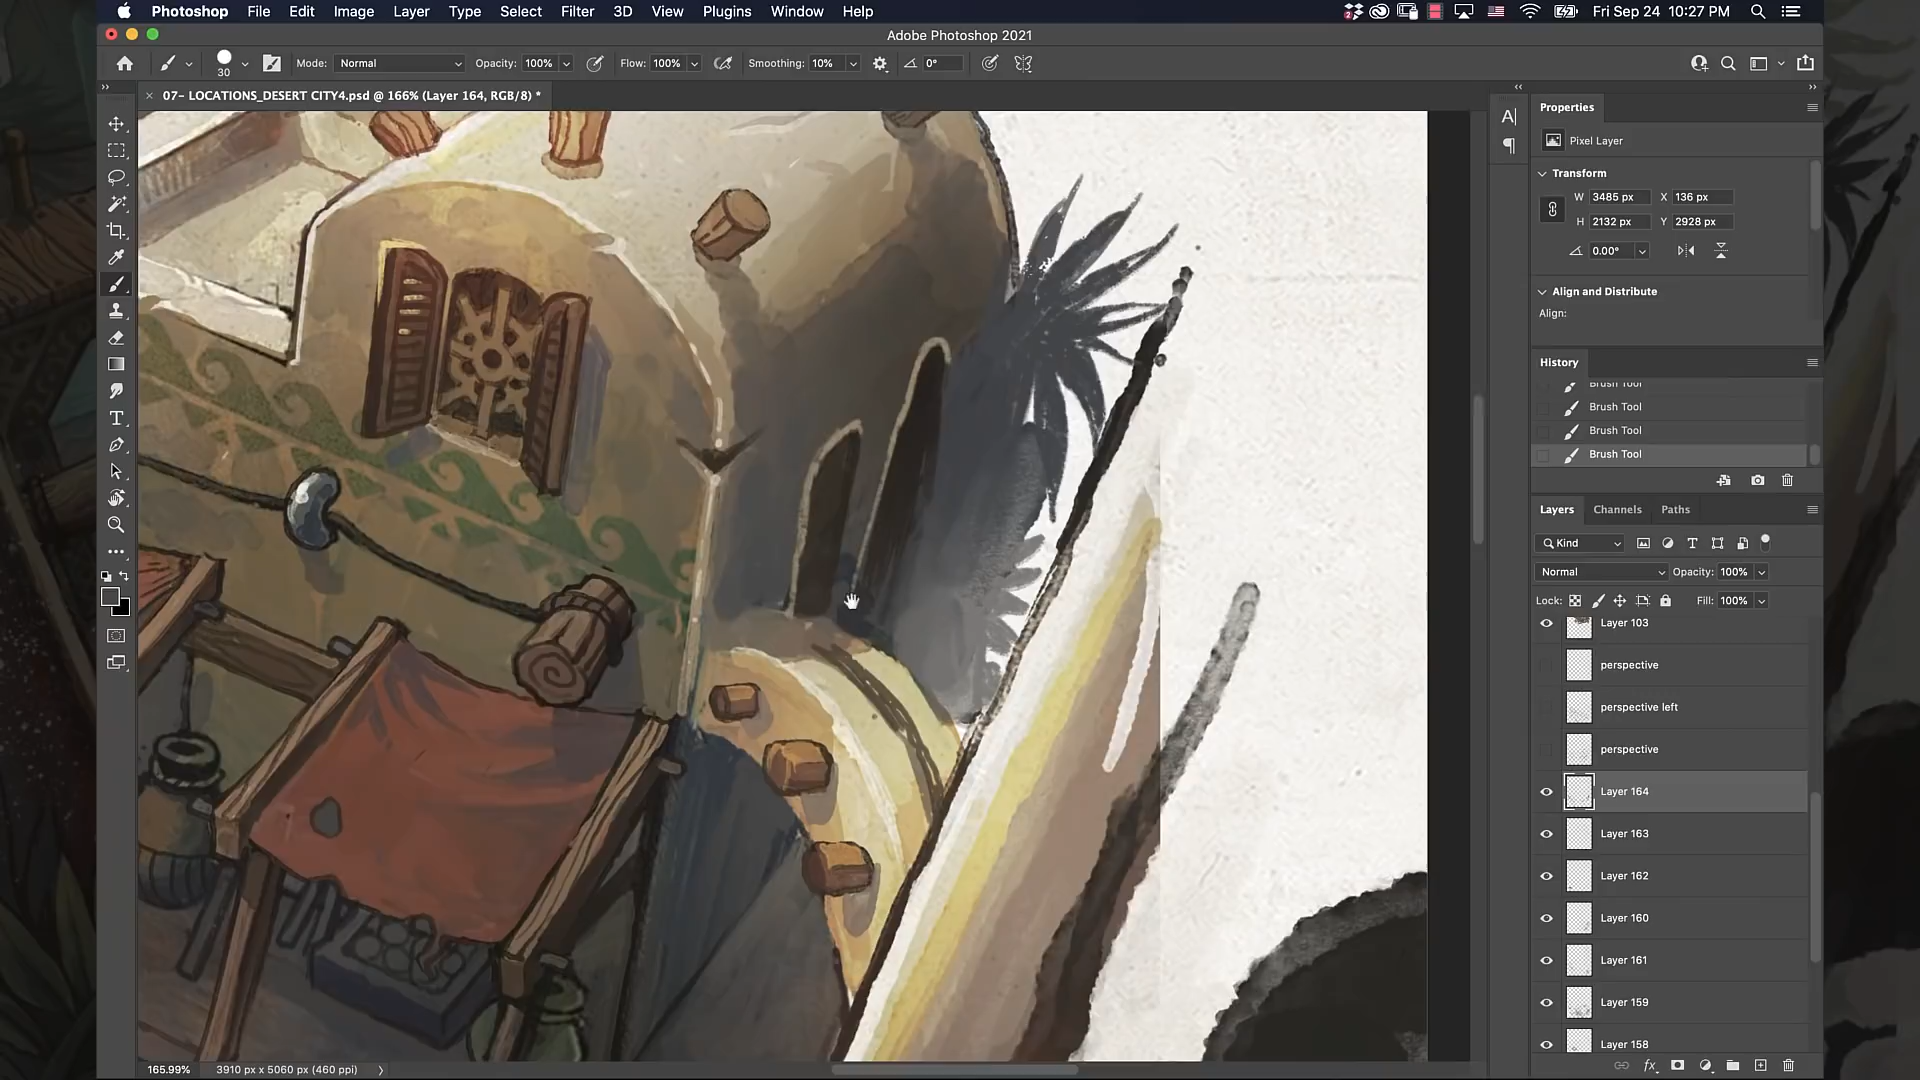 Photoshop File Edit Image Layer Type Select Filter 3D View Plugins Window Help
2 Fri Sep 24 10:27 PM
Adobe Photoshop 2021
30 Mode: Normal Opacity: 100% Flow: 100% Smoothing: 10% 0°
07- LOCATIONS_DESERT CITY4.psd @ 166% (Layer 164, RGB/8) *
Properties
Pixel Layer
Transform
W 3485 px X 136 px
H 2132 px Y 2928 px
0.00°
Align and Distribute
Align:
History
Brush Tool
Brush Tool
Brush Tool
Brush Tool
Layers Channels Paths
Kind
Normal Opacity: 100%
Lock: Fill: 100%
Layer 103
perspective
perspective left
perspective
Layer 164
Layer 163
Layer 162
Layer 160
Layer 161
Layer 159
Layer 158
165.99% 3910 px x 5060 px (460 ppi)